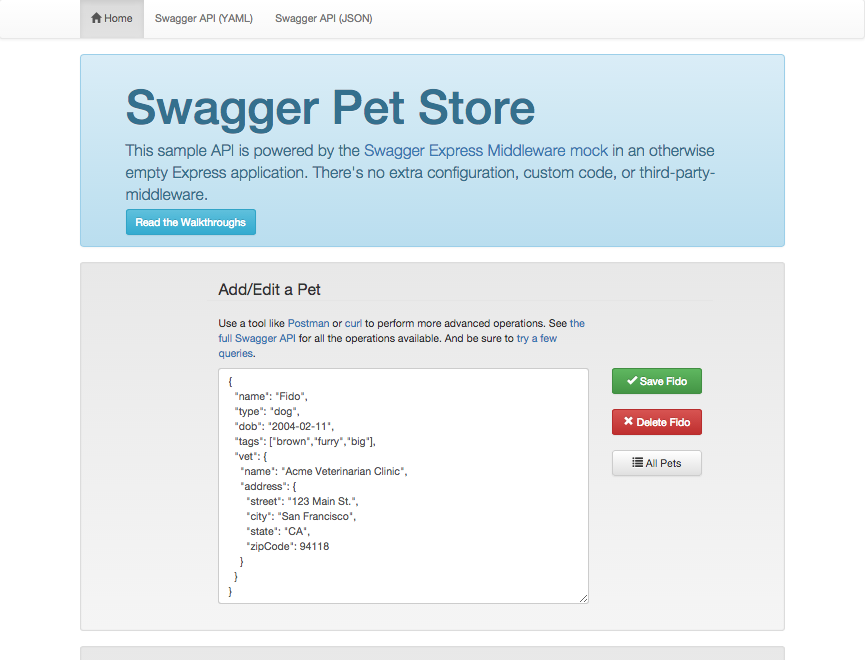 Home Swagger API (YAML) Swagger API (JSON)
Swagger Pet Store
This sample API is powered by the Swagger Express Middleware mock in an otherwise
empty Express application. There's no extra configuration, custom code, or third-party-
middleware.
Read the Walkthroughs
Add/Edit a Pet
Use a tool like Postman or curl to perform more advanced operations. See the
full Swagger API for all the operations available. And be sure to try a few
queries.
{
"name": "Fido",
"type": "dog",
"dob": "2004-02-11",
"tags": ["brown","furry","big"],
"vet": {
"name": "Acme Veterinarian Clinic",
"address": {
"street": "123 Main St.",
"city": "San Francisco",
"state": "CA",
"zipCode": 94118
}
}
}
Save Fido
Delete Fido
All Pets